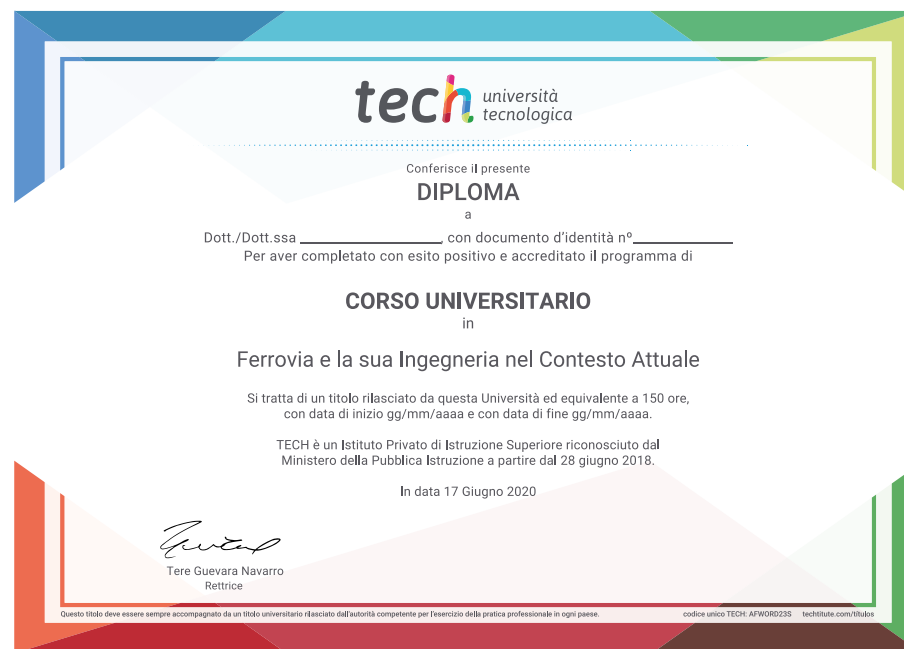 tech università
tecnologica
Conferisce il presente
DIPLOMA
a
Dott./Dott.ssa ____________________, con documento d'identità nº______________
Per aver completato con esito positivo e accreditato il programma di
CORSO UNIVERSITARIO
in
Ferrovia e la sua Ingegneria nel Contesto Attuale
Si tratta di un titolo rilasciato da questa Università ed equivalente a 150 ore,
con data di inizio gg/mm/aaaa e con data di fine gg/mm/aaaa.
TECH è un Istituto Privato di Istruzione Superiore riconosciuto dal
Ministero della Pubblica Istruzione a partire dal 28 giugno 2018.
In data 17 Giugno 2020
Tere Guevara Navarro
Rettrice
Questo titolo deve essere sempre accompagnato da un titolo universitario rilasciato dall'autorità competente per l'esercizio della pratica professionale in ogni paese. codice unico TECH: AFWORD23S techtitute.com/títulos